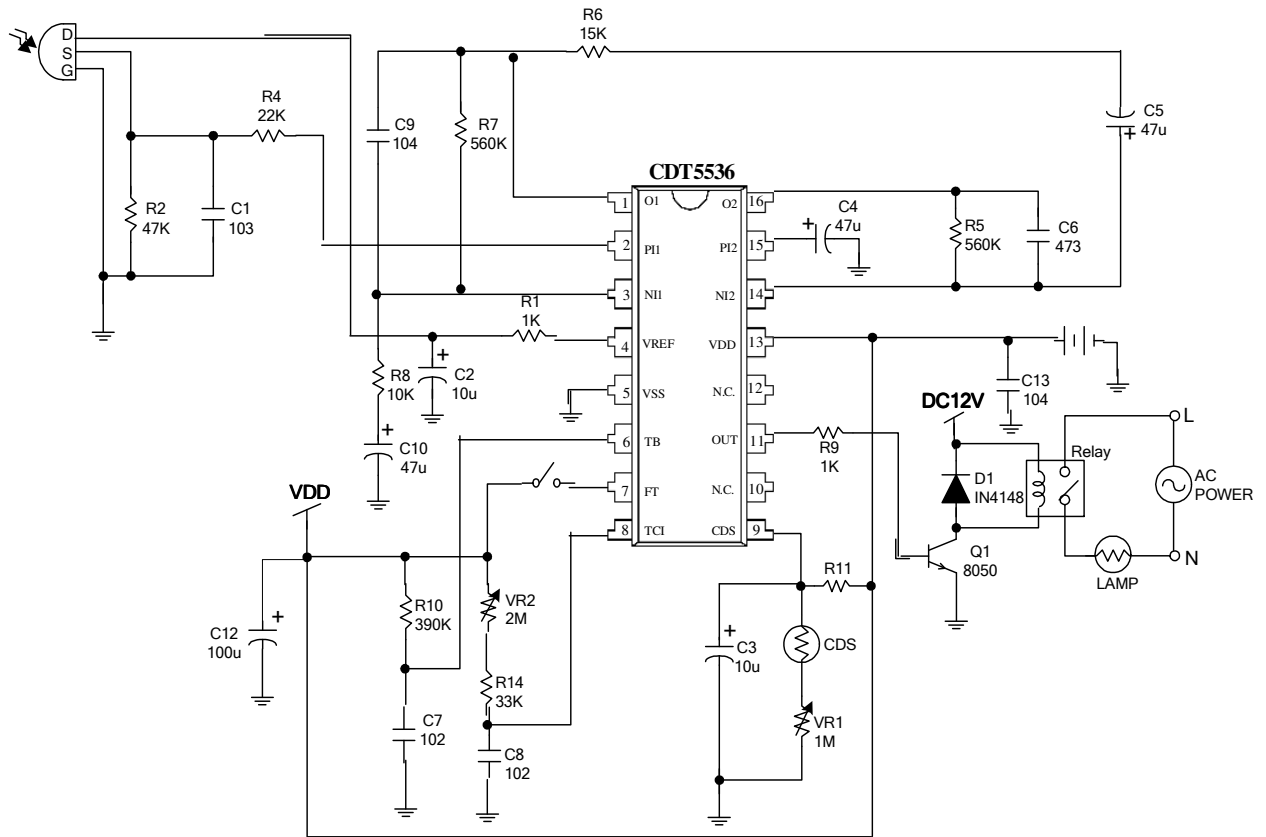 D
S
G
R6
15K
R4
22K
C9
104
R7
560K
C5
47u
+
CDT5536
R2
47K
C1
103
1 O1 O2 16
2 PI1 PI2 15
3 NI1 NI2 14
4 VREF VDD 13
5 VSS N.C. 12
6 TB OUT 11
7 FT N.C. 10
8 TCI CDS 9
+
C4
47u
R5
560K
C6
473
R1
1K
+
C2
10u
R8
10K
+
C10
47u
C13
104
DC12V
R9
1K
D1
IN4148
Relay
L
AC
POWER
N
LAMP
Q1
8050
VDD
+
C12
100u
R10
390K
VR2
2M
R14
33K
C7
102
C8
102
R11
+
C3
10u
CDS
VR1
1M